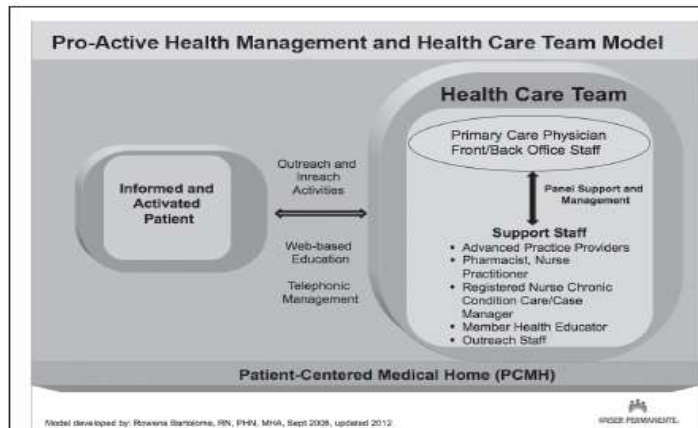 Pro-Active Health Management and Health Care Team Model
Health Care Team
Primary Care Physician
Front/Back Office Staff
Panel Support and
Management
Support Staff
• Advanced Practice Providers
• Pharmacist, Nurse
Practitioner
• Registered Nurse Chronic
Condition Care/Case
Manager
• Member Health Educator
• Outreach Staff
Informed and
Activated
Patient
Outreach and
Inreach
Activities
Web-based
Education
Telephonic
Management
Patient-Centered Medical Home (PCMH)
Model developed by: Rowena Bartolome, RN, PHN, MHA, Sept 2008, updated 2012
KAISER PERMANENTE.